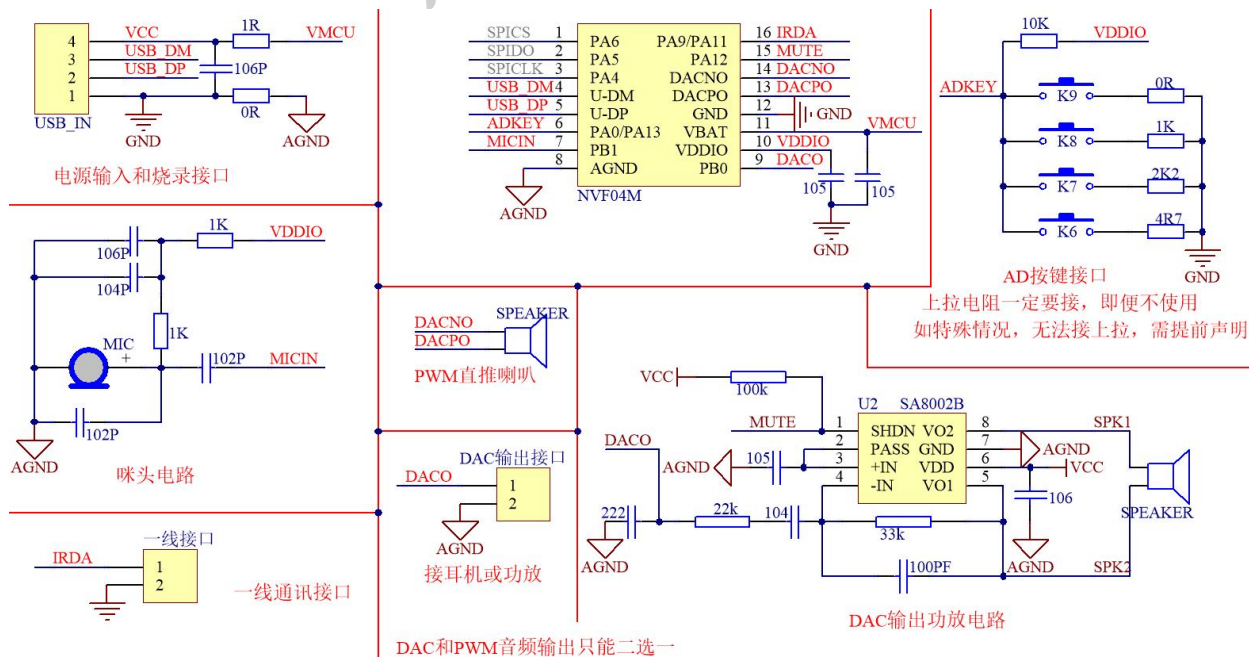 4
3
2
1
VCC
USB_DM
USB_DP
1R
VMCU
106P
0R
USB_IN
GND
AGND
电源输入和烧录接口
SPICS
SPIDO
SPICLK
USB_DM
USB_DP
ADKEY
MICIN
1
2
3
4
5
6
7
8
PA6
PA5
PA4
U-DM
U-DP
PA0/PA13
PB1
AGND
PA9/PA11
PA12
DACNO
DACPO
GND
VBAT
VDDIO
PB0
16
15
14
13
12
11
10
9
IRDA
MUTE
DACNO
DACPO
GND
VMCU
VDDIO
DACO
105
105
NVF04M
AGND
GND
10K
VDDIO
ADKEY
K9
0R
K8
1K
K7
2K2
K6
4R7
GND
AD按键接口
上拉电阻一定要接，即便不使用
如特殊情况，无法接上拉，需提前声明
1K
VDDIO
106P
104P
1K
MIC
+
102P
MICIN
102P
AGND
咪头电路
SPEAKER
DACNO
DACPO
PWM直推喇叭
DAC输出接口
DACO
1
2
AGND
接耳机或功放
一线接口
IRDA
1
2
一线通讯接口
VCC
100k
MUTE
U2
SA8002B
DACO
AGND
105
1
2
3
4
SHDN
PASS
+IN
-IN
VO2
GND
VDD
VO1
8
7
6
5
SPK1
AGND
VCC
106
SPEAKER
222
22k
104
33k
AGND
AGND
100PF
SPK2
DAC输出功放电路
DAC和PWM音频输出只能二选一